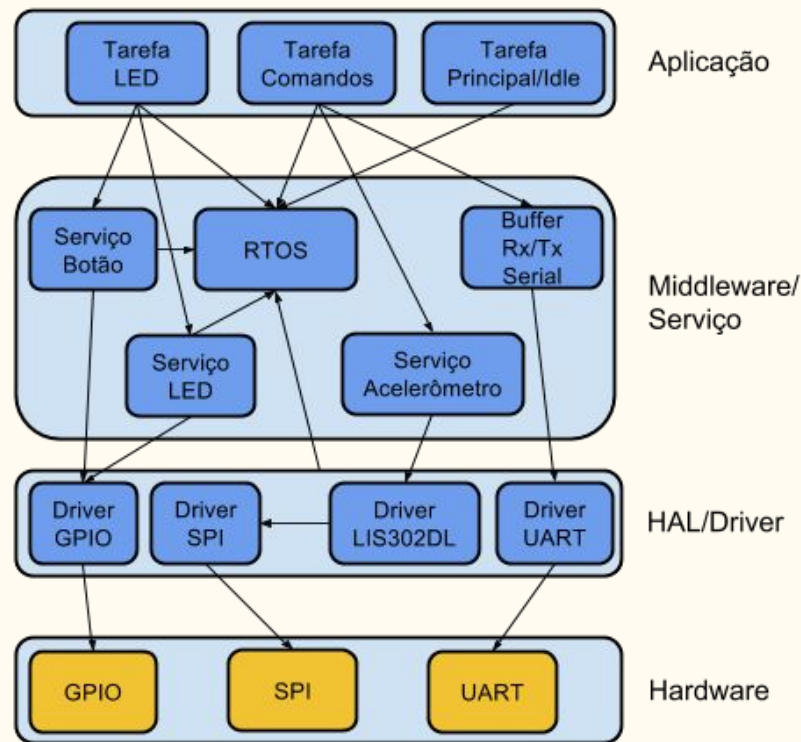 Tarefa
LED
Tarefa
Comandos
Tarefa
Principal/Idle
Aplicação
Serviço
Botão
RTOS
Buffer
Rx/Tx
Serial
Serviço
LED
Serviço
Acelerômetro
Middleware/
Serviço
Driver
GPIO
Driver
SPI
Driver
LIS302DL
Driver
UART
HAL/Driver
GPIO
SPI
UART
Hardware